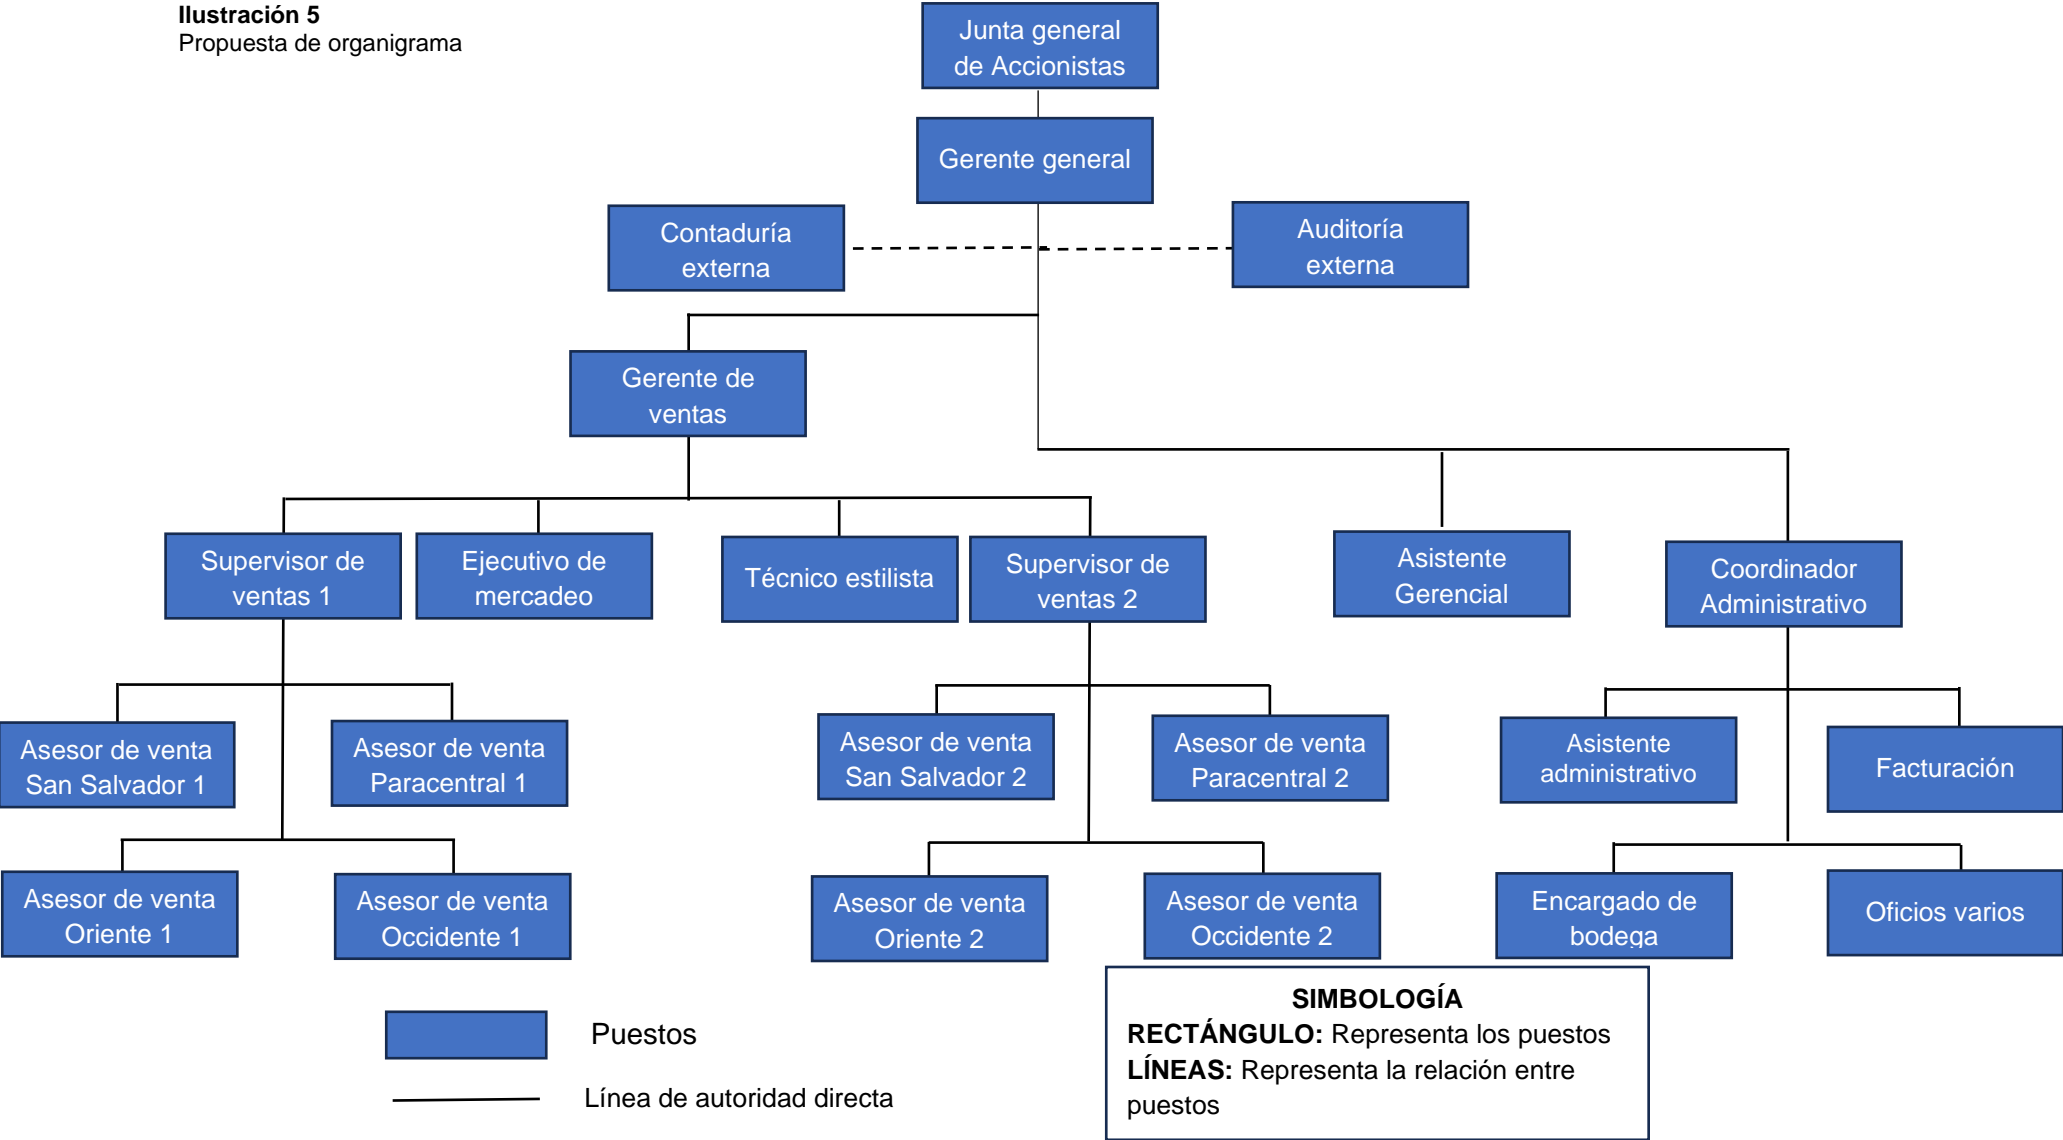 Ilustración 5
Propuesta de organigrama
Junta general
de Accionistas
Gerente general
Contaduría
externa
Auditoría
externa
Gerente de
ventas
Supervisor de
ventas 1
Ejecutivo de
mercadeo
Técnico estilista
Supervisor de
ventas 2
Asistente
Gerencial
Coordinador
Administrativo
Asesor de venta
San Salvador 1
Asesor de venta
Paracentral 1
Asesor de venta
San Salvador 2
Asesor de venta
Paracentral 2
Asistente
administrativo
Facturación
Asesor de venta
Oriente 1
Asesor de venta
Occidente 1
Asesor de venta
Oriente 2
Asesor de venta
Occidente 2
Encargado de
bodega
Oficios varios
Puestos
Línea de autoridad directa
SIMBOLOGÍA
RECTÁNGULO: Representa los puestos
LÍNEAS: Representa la relación entre
puestos